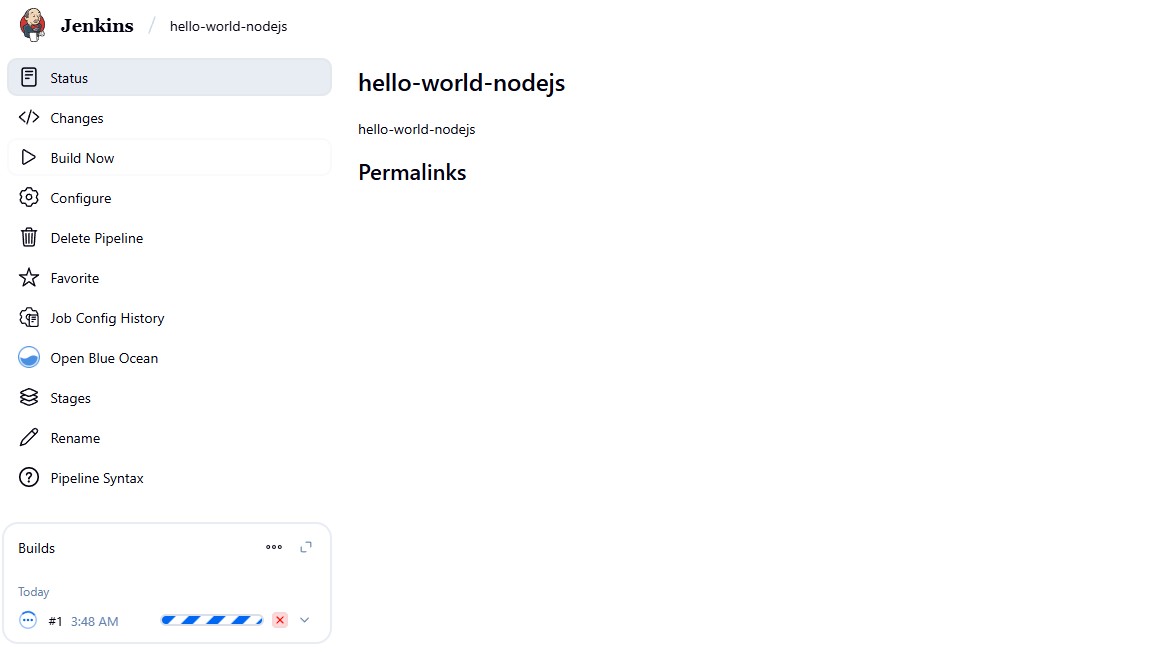 Jenkins / hello-world-nodejs
Status
Changes
Build Now
Configure
Delete Pipeline
Favorite
Job Config History
Open Blue Ocean
Stages
Rename
Pipeline Syntax
Builds
Today
#1 3:48 AM
hello-world-nodejs
hello-world-nodejs
Permalinks